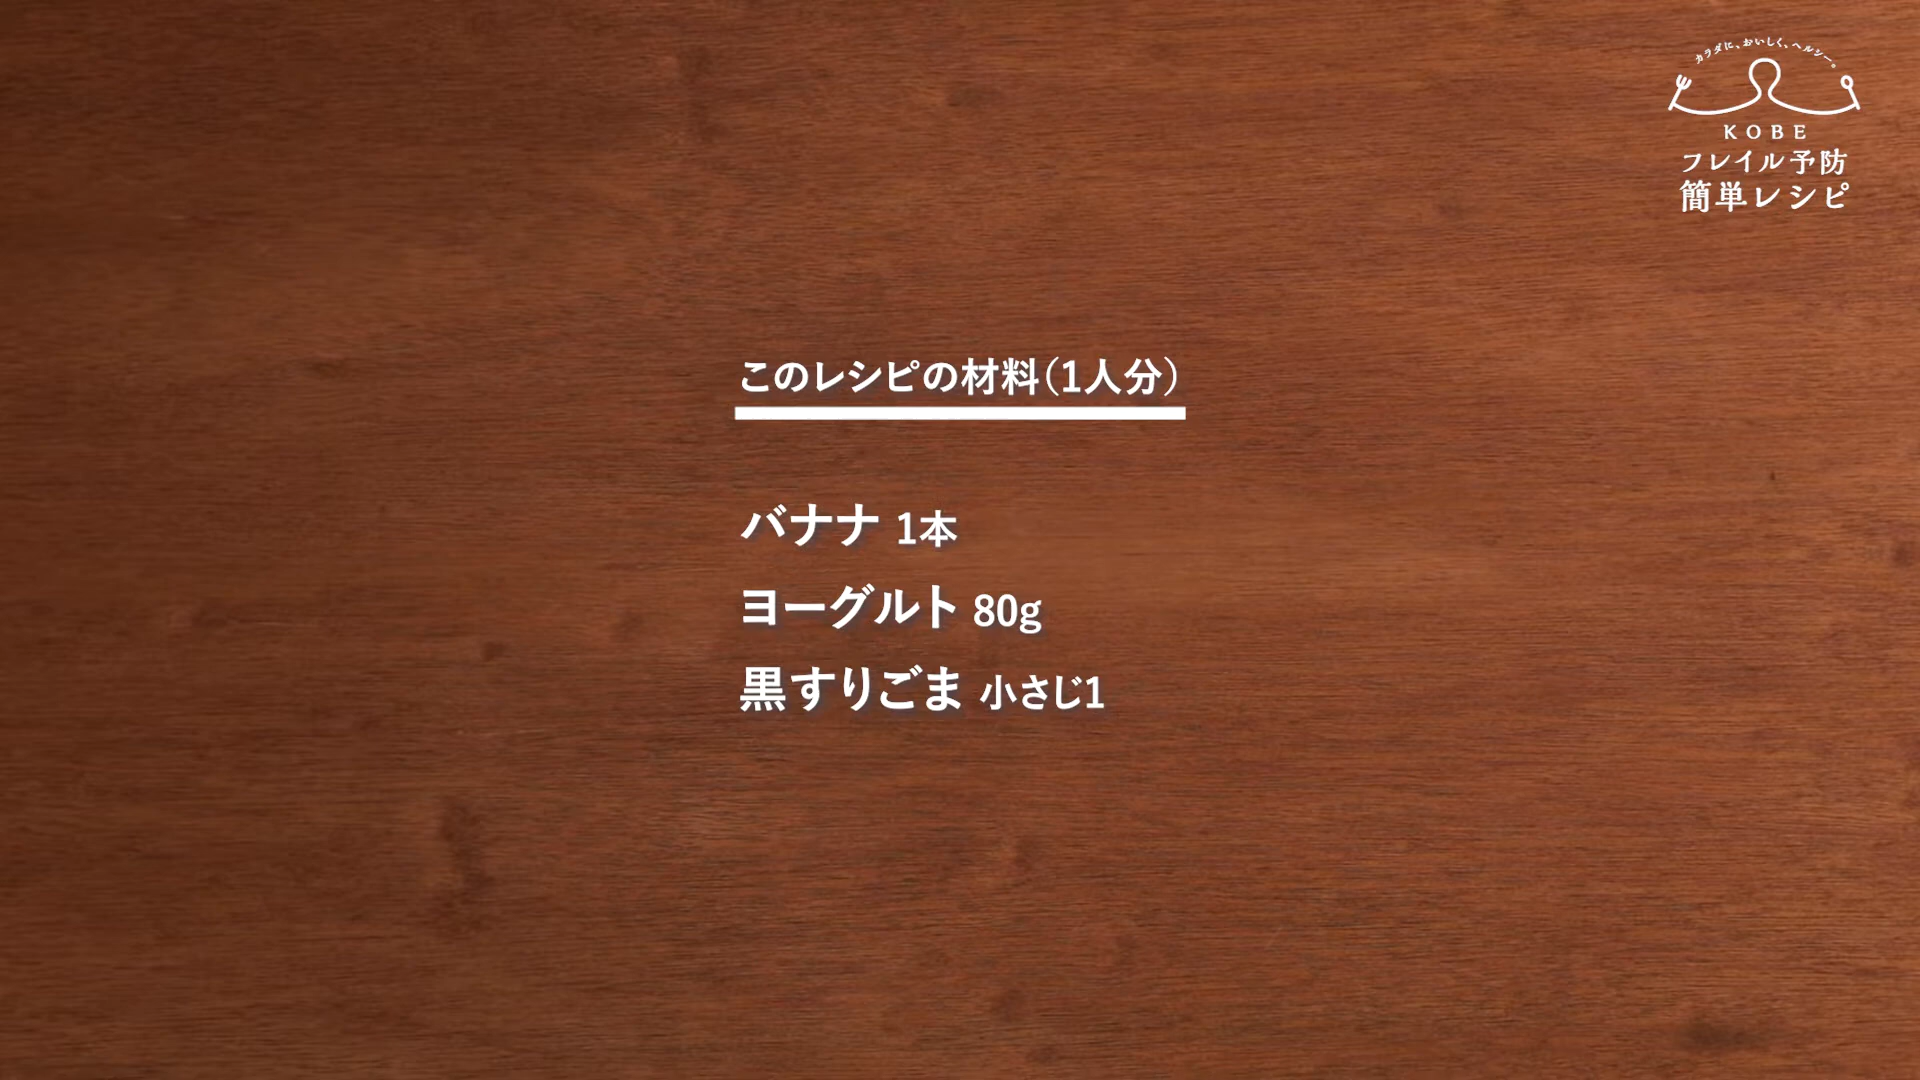 カラダに、おいしく、ヘルシー。
KOBE
フレイル予防
簡単レシピ
このレシピの材料(1人分)
バナナ 1本
ヨーグルト 80g
黒すりごま 小さじ1